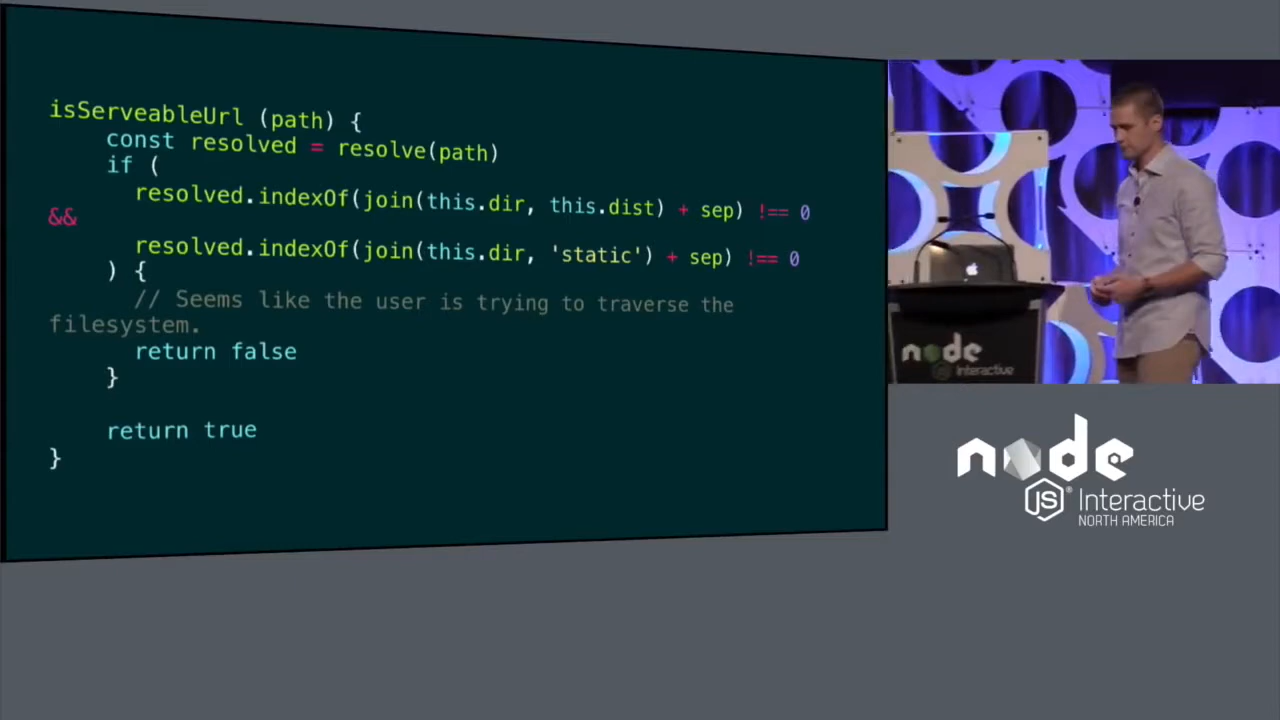 isServeableUrl (path) {
const resolved = resolve(path)
if (
resolved.indexOf(join(this.dir, this.dist) + sep) !== 0
&&
resolved.indexOf(join(this.dir, 'static') + sep) !== 0
) {
// Seems like the user is trying to traverse the
filesystem.
return false
}
return true
}
node
JS interactive
node
JS® Interactive
NORTH AMERICA